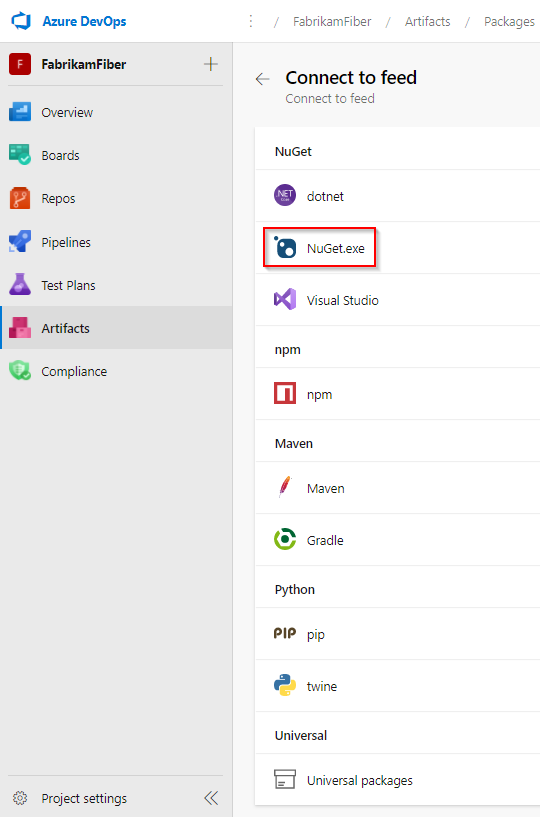 Azure DevOps
/ FabrikamFiber / Artifacts / Packages
F FabrikamFiber
Overview
Boards
Repos
Pipelines
Test Plans
Artifacts
Compliance
Project settings
Connect to feed
Connect to feed
NuGet
.NET dotnet
NuGet.exe
Visual Studio
npm
npm
Maven
Maven
Gradle
Python
PIP pip
twine
Universal
Universal packages